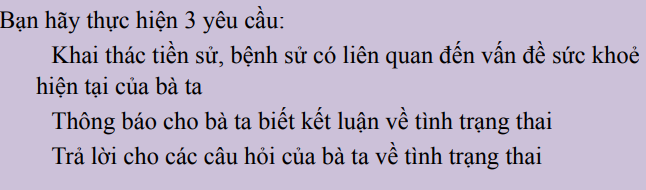 Bạn hãy thực hiện 3 yêu cầu:
Khai thác tiền sử, bệnh sử có liên quan đến vấn đề sức khoẻ
hiện tại của bà ta
Thông báo cho bà ta biết kết luận về tình trạng thai
Trả lời cho các câu hỏi của bà ta về tình trạng thai